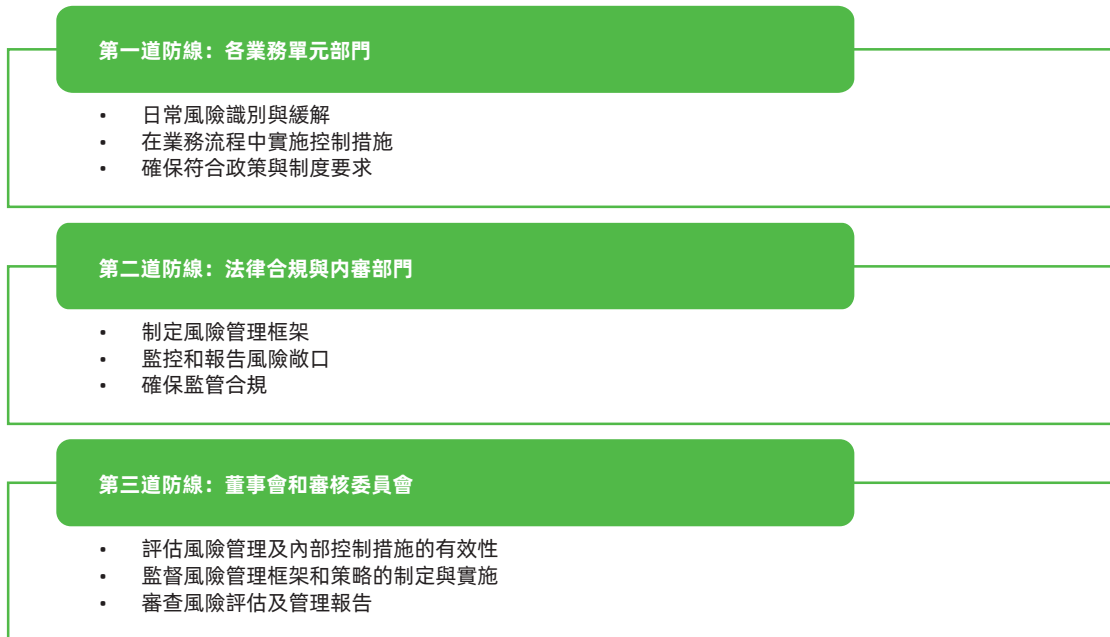 第一道防線：各業務單元部門
• 日常風險識別與緩解
• 在業務流程中實施控制措施
• 確保符合政策與制度要求
第二道防線：法律合規與内審部門
• 制定風險管理框架
• 監控和報告風險敞口
• 確保監管合規
第三道防線：董事會和審核委員會
• 評估風險管理及內部控制措施的有效性
• 監督風險管理框架和策略的制定與實施
• 審查風險評估及管理報告